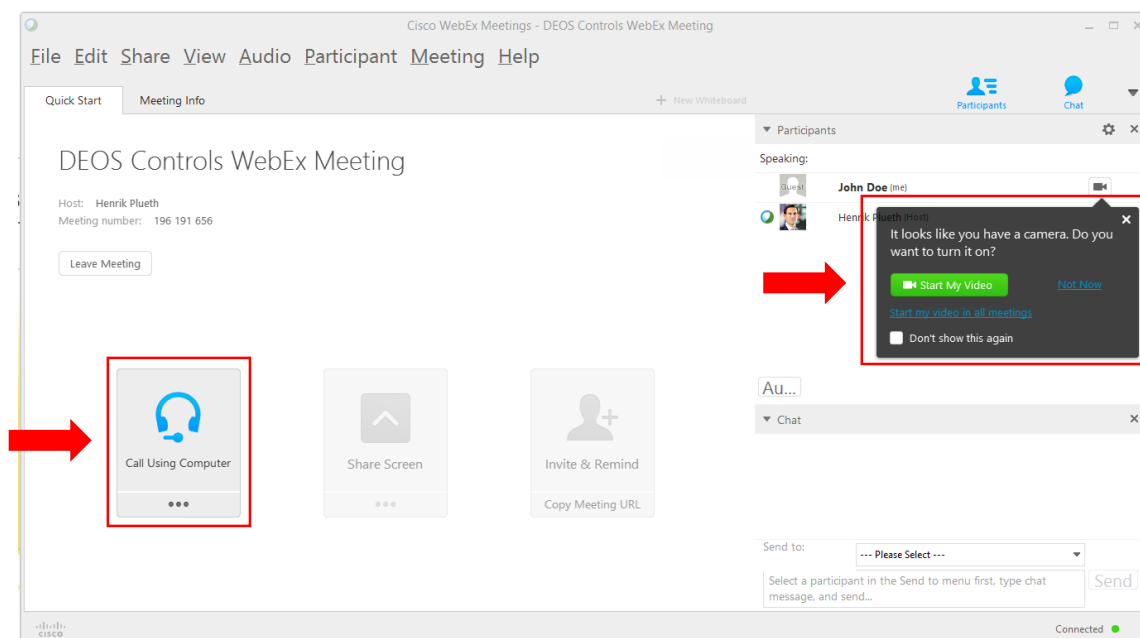 Cisco WebEx Meetings - DEOS Controls WebEx Meeting
File Edit Share View Audio Participant Meeting Help
Quick Start Meeting Info + New Whiteboard Participants Chat
Participants
DEOS Controls WebEx Meeting
Speaking:
Guest John Doe (me)
Host: Henrik Plueth
Henrik Plueth (Host)
Meeting number: 196 191 656
It looks like you have a camera. Do you
want to turn it on?
Leave Meeting
Start My Video Not Now
Start my video in all meetings
Don't show this again
Au...
Chat
Call Using Computer Share Screen Invite & Remind
Copy Meeting URL
Send to: --- Please Select ---
Select a participant in the Send to menu first, type chat
message, and send...
Send
CISCO
Connected